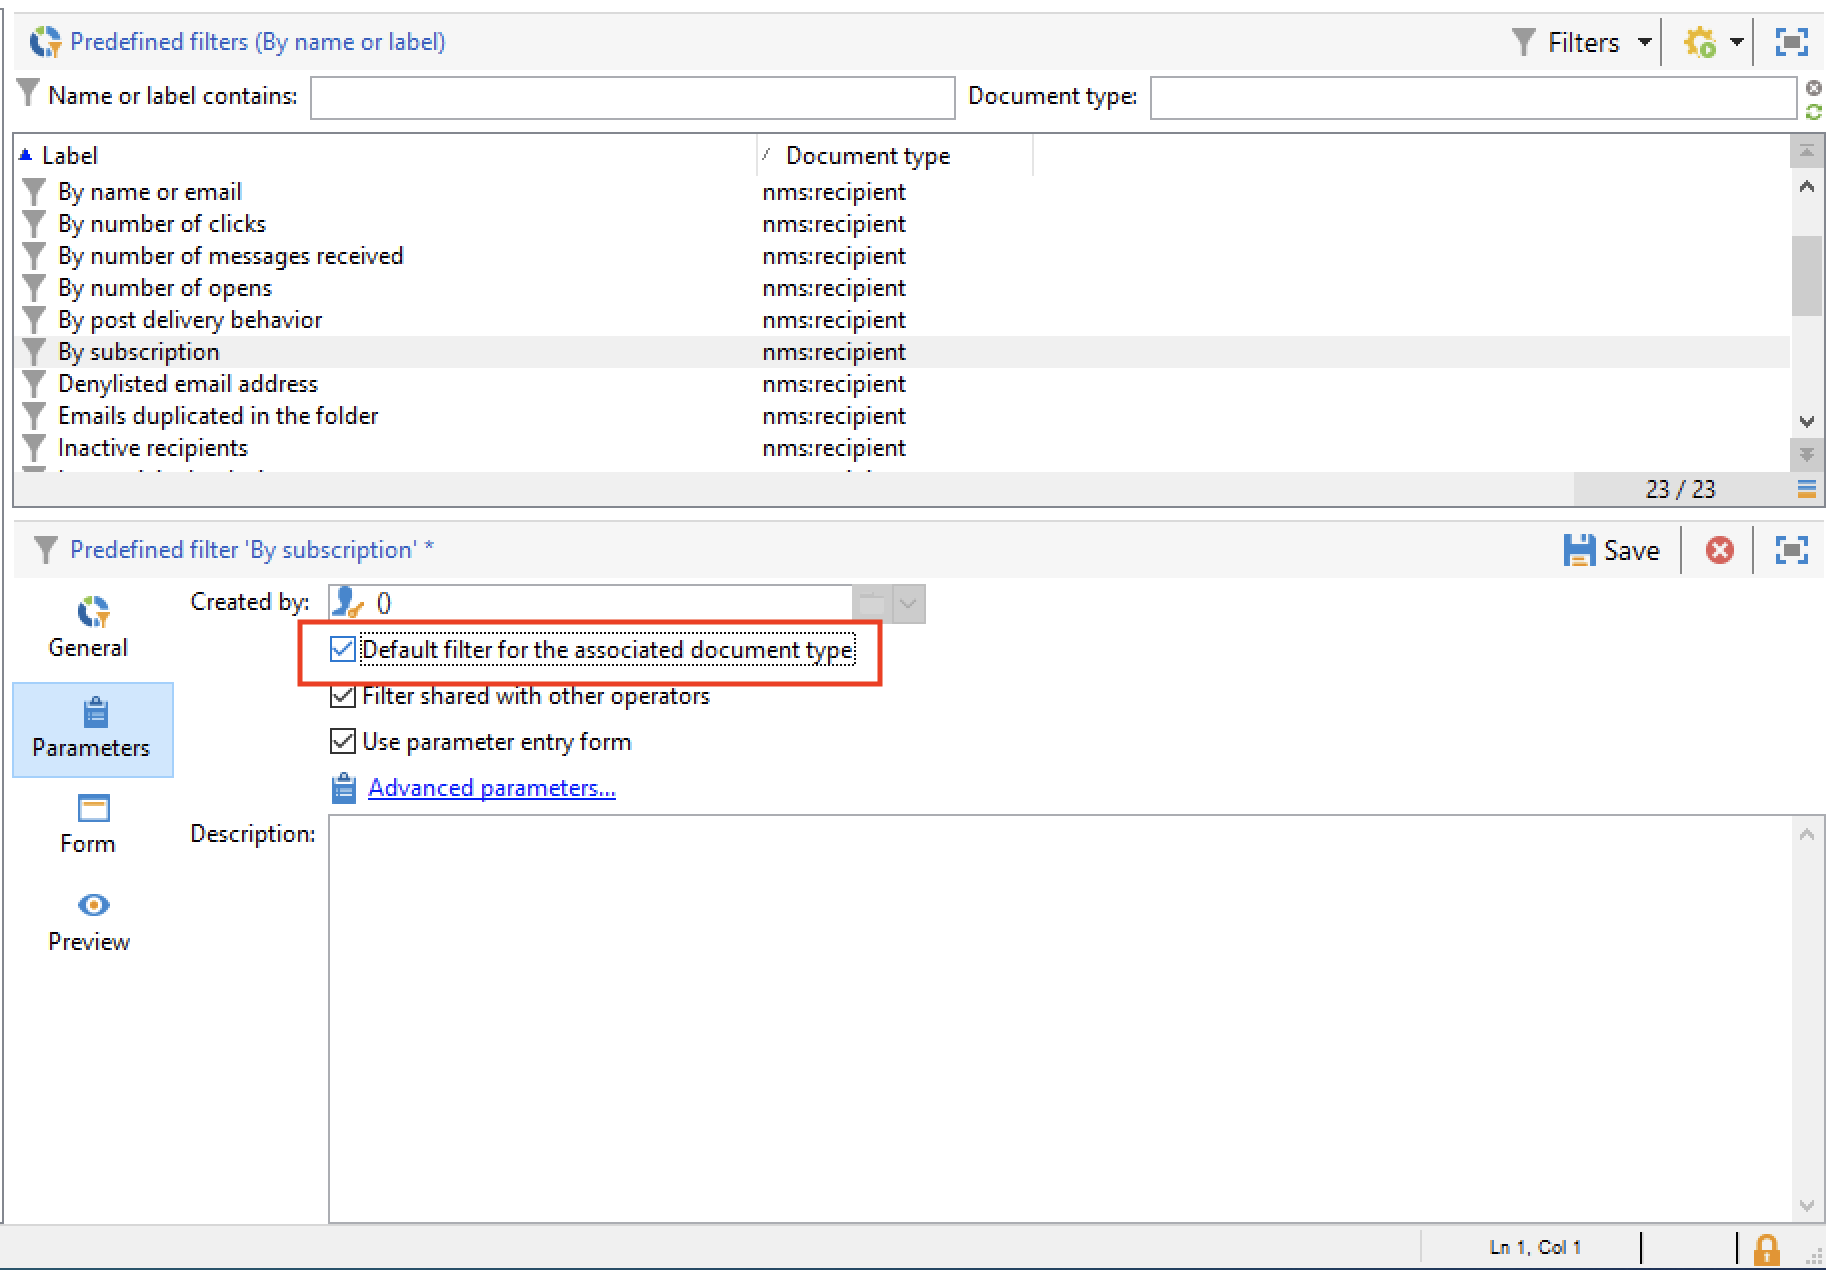 Predefined filters (By name or label)
Filters
Name or label contains:
Document type:
Label
Document type
By name or email nms:recipient
By number of clicks nms:recipient
By number of messages received nms:recipient
By number of opens nms:recipient
By post delivery behavior nms:recipient
By subscription nms:recipient
Denylisted email address nms:recipient
Emails duplicated in the folder nms:recipient
Inactive recipients nms:recipient
23 / 23
Predefined filter 'By subscription' *
Save
General
Parameters
Form
Preview
Created by: ()
Default filter for the associated document type
Filter shared with other operators
Use parameter entry form
Advanced parameters...
Description:
Ln 1, Col 1